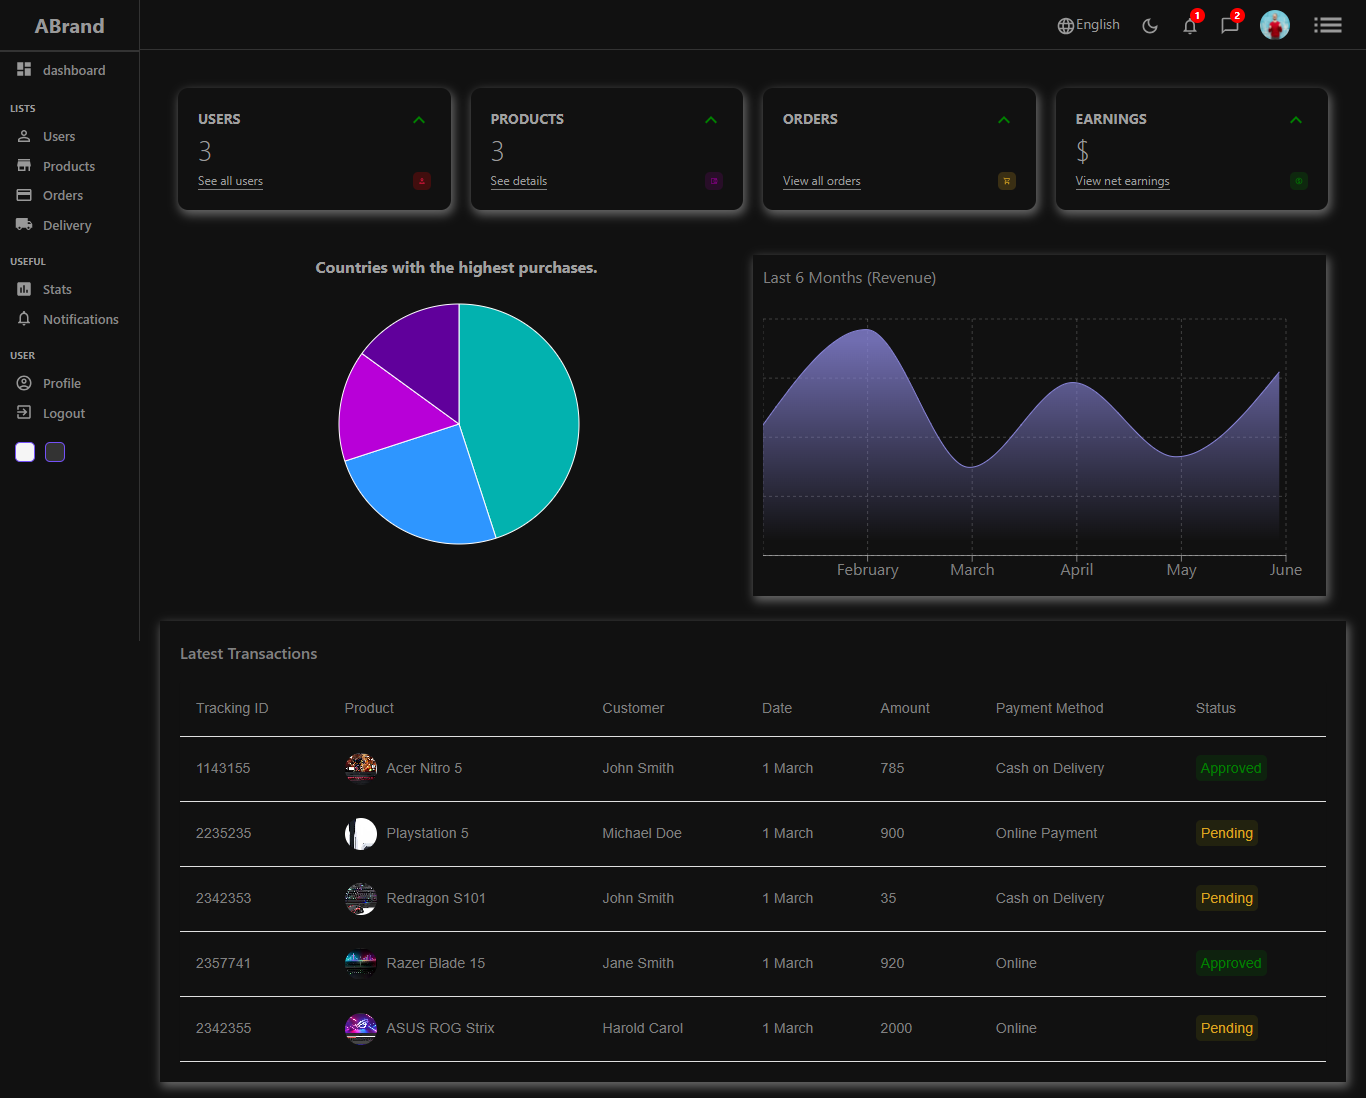 ABrand
English
1
2
dashboard
LISTS
Users
Products
Orders
Delivery
USEFUL
Stats
Notifications
USER
Profile
Logout
USERS
3
See all users
PRODUCTS
3
See details
ORDERS
View all orders
EARNINGS
$
View net earnings
Countries with the highest purchases.
Last 6 Months (Revenue)
February March April May June
Latest Transactions
Tracking ID Product Customer Date Amount Payment Method Status
1143155 Acer Nitro 5 John Smith 1 March 785 Cash on Delivery Approved
2235235 Playstation 5 Michael Doe 1 March 900 Online Payment Pending
2342353 Redragon S101 John Smith 1 March 35 Cash on Delivery Pending
2357741 Razer Blade 15 Jane Smith 1 March 920 Online Approved
2342355 ASUS ROG Strix Harold Carol 1 March 2000 Online Pending